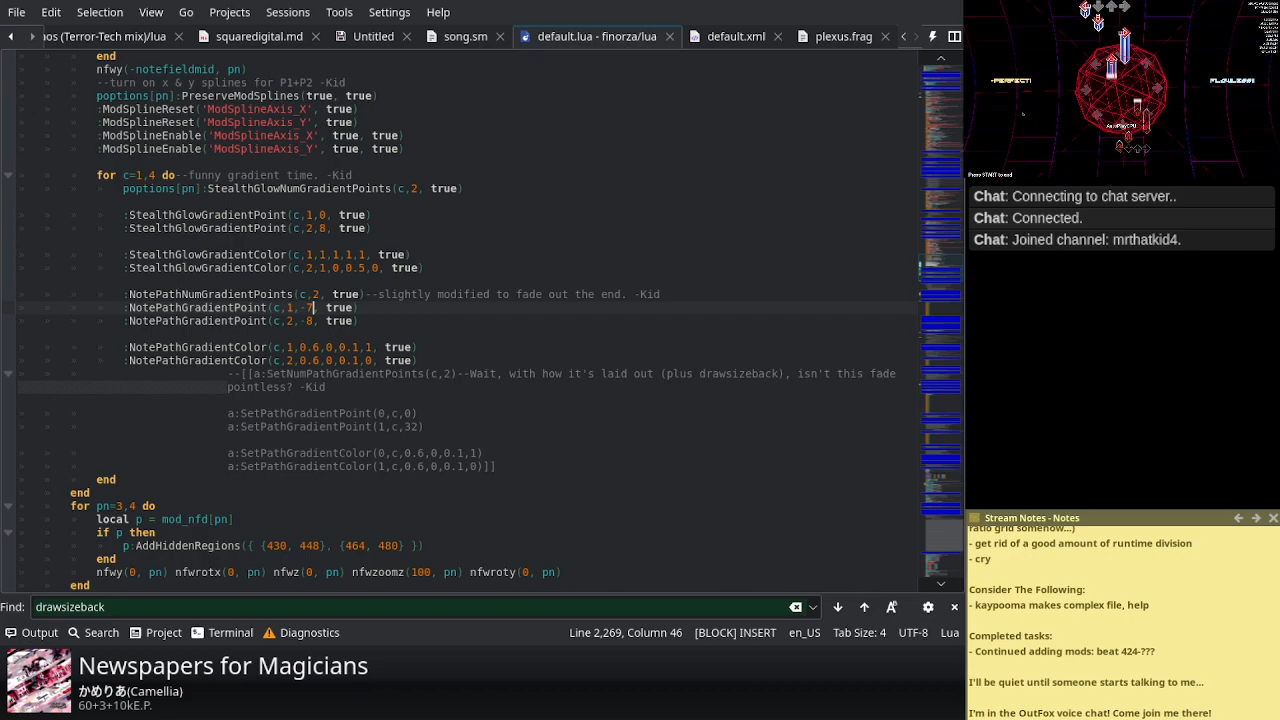 File Edit Selection View Go Projects Sessions Tools Settings Help
os (Terror-Tech mix)/lua squaredigital.md Untitled song.sm default.lua - finorza/lua default.xml plexus.frag
end
nfwy(-notefieldmid, pn)
--turn on x & y splines for P1+P2 -Kid
poptions[pn]:PreserveModSpline(true, true)
:ModSplineReset('ModSplineAxis_X', true)
:ModSplineReset('ModSplineAxis_Y', true)
:ModSplineEnable('ModSplineAxis_X', true, true)
:ModSplineEnable('ModSplineAxis_Y', true, true)
for c=1,4 do--funny gradient time. -Kid
poptions[pn]:StealthGlowNumGradientPoints(c,2, true)
:StealthGlowGradientPoint(c,1,0, true)
:StealthGlowGradientPoint(c,2,8, true)
:StealthGlowGradientColor(c,1,1,1,1,1, true)
:StealthGlowGradientColor(c,2,1,0,0.5,0, true)
:NotePathNumGradientPoints(c,2, true)--slightly modified to fade out the end. -Kid
:NotePathGradientPoint(c,1,-7, true)
:NotePathGradientPoint(c,2,-8, true)
:NotePathGradientColor(c,1,0.6,0,0.1,1, true)
:NotePathGradientColor(c,2,0.6,0,0.1,0, true)
--[[a:SetNumPathGradientPoints(c,2)--Wait, with how it's laid out (plus drawsizeback), isn't this fade
pointless? -Kid
a:SetPathGradientPoint(0,c,0)
a:SetPathGradientPoint(1,c,32)
a:SetPathGradientColor(0,c,0.6,0,0.1,1)
a:SetPathGradientColor(1,c,0.6,0,0.1,0)]]
end
end
for pn=3,4 do
local p = mod_nfd[pn]
if p then
p:AddHiddenRegions({ {430, 448}, {464, 480} })
end
nfwy(0, pn) nfwrotx(0, pn) nfwz(0, pn) nfwzoomz(100, pn) nfwroty(0, pn)
end
Find: drawsizeback
Output Search Project Terminal Diagnostics Line 2,269, Column 46 [BLOCK] INSERT en_US Tab Size: 4 UTF-8 Lua
Newspapers for Magicians
かめりあ(Camellia)
60+3+10kE.P.
Press START to end
Chat: Connecting to chat server..
Chat: Connected.
Chat: Joined channel: mrthatkid4.
Stream Notes - Notes
ratio grid somehow...)
- get rid of a good amount of runtime division
- cry
Consider The Following:
- kaypooma makes complex file, help
Completed tasks:
- Continued adding mods: beat 424-???
I'll be quiet until someone starts talking to me...
I'm in the OutFox voice chat! Come join me there!